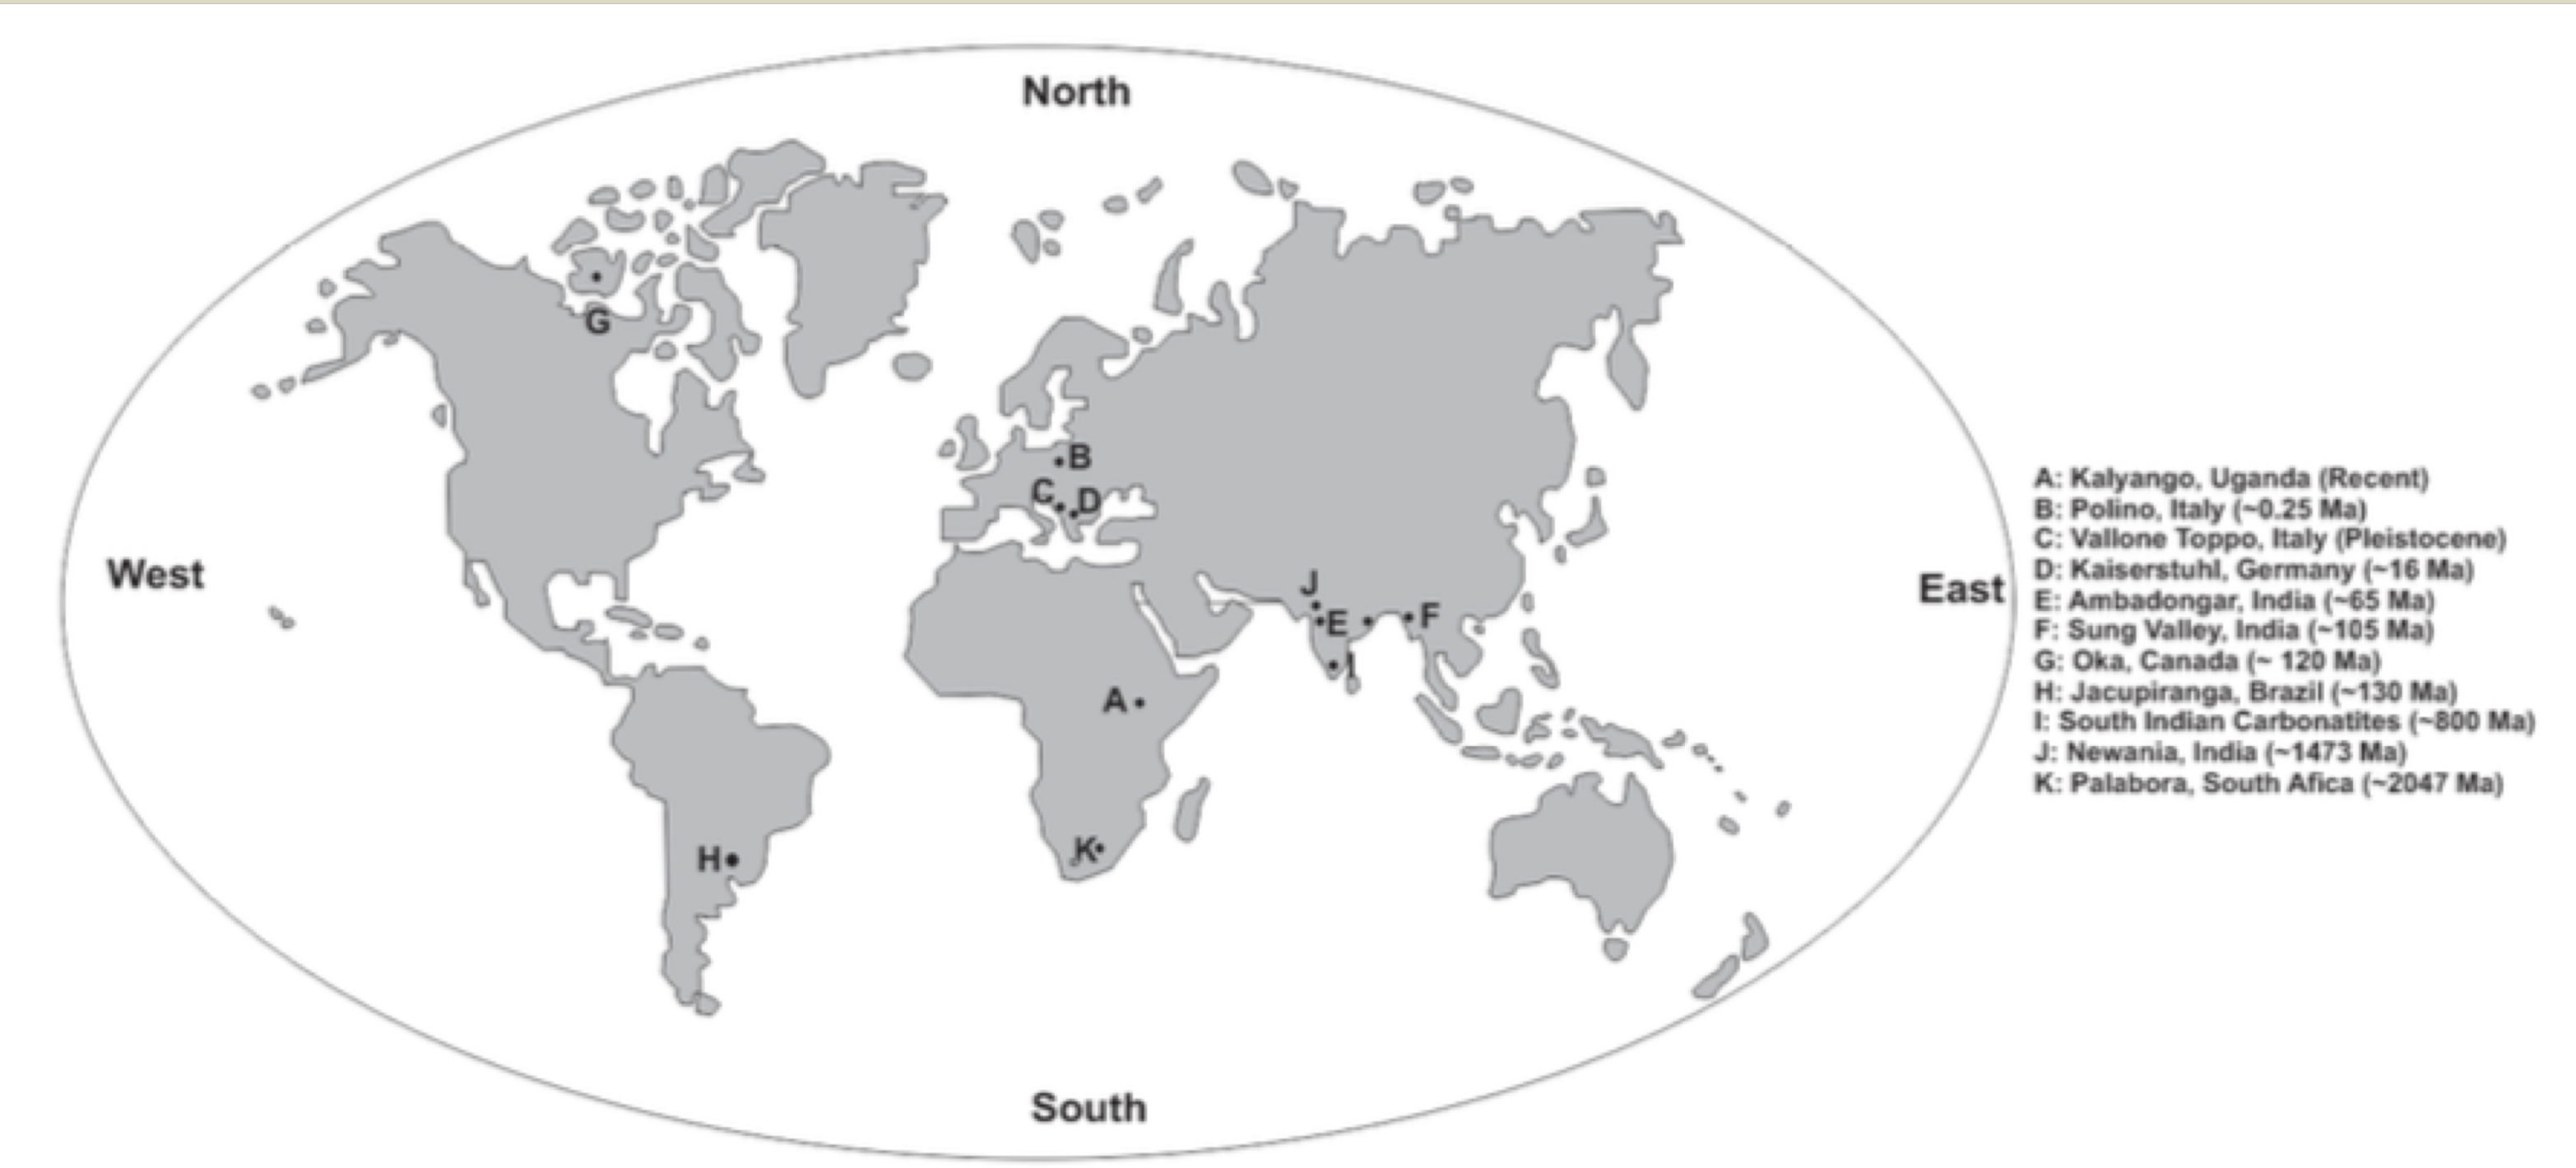 North
G
B
C
D
West
East
J
E
F
I
A
K
H
South
A: Kalyango, Uganda (Recent)
B: Polino, Italy (~0.25 Ma)
C: Vallone Toppo, Italy (Pleistocene)
D: Kaiserstuhl, Germany (~16 Ma)
E: Ambadongar, India (~65 Ma)
F: Sung Valley, India (~105 Ma)
G: Oka, Canada (~ 120 Ma)
H: Jacupiranga, Brazil (~130 Ma)
I: South Indian Carbonatites (~800 Ma)
J: Newania, India (~1473 Ma)
K: Palabora, South Afica (~2047 Ma)